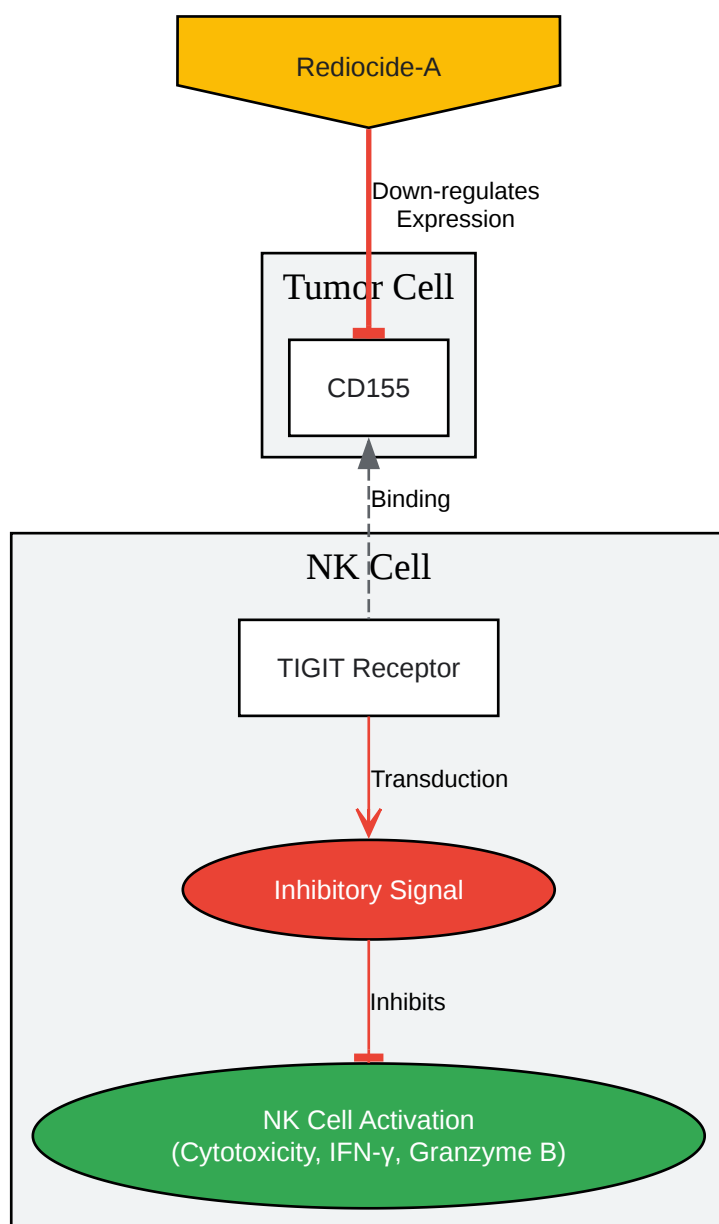 Rediocide-A
Down-regulates
Expression
Tumor Cell
CD155
Binding
NK Cell
TIGIT Receptor
Transduction
Inhibitory Signal
Inhibits
NK Cell Activation
(Cytotoxicity, IFN-γ, Granzyme B)